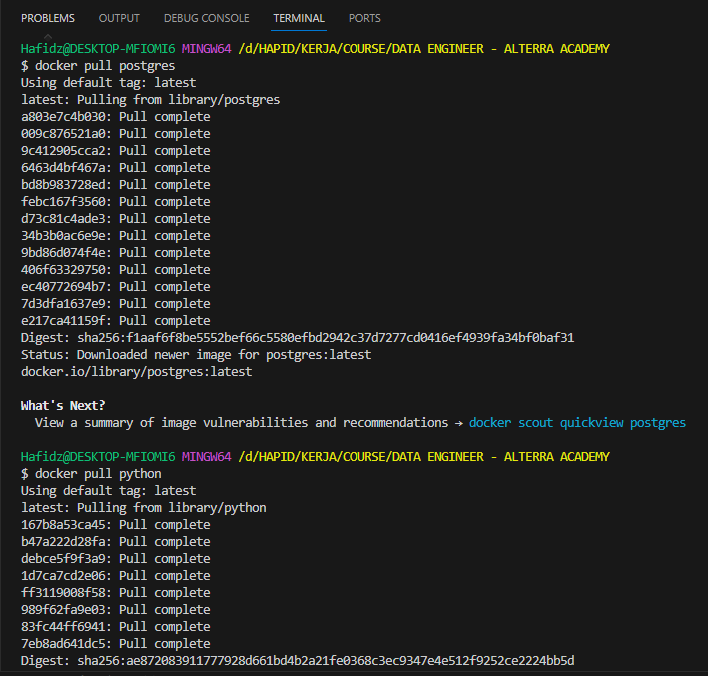 PROBLEMS OUTPUT DEBUG CONSOLE TERMINAL PORTS
Hafidz@DESKTOP-MFIOMI6 MINGW64 /d/HAPID/KERJA/COURSE/DATA ENGINEER - ALTERRA ACADEMY
$ docker pull postgres
Using default tag: latest
latest: Pulling from library/postgres
a803e7c4b030: Pull complete
009c876521a0: Pull complete
9c412905cca2: Pull complete
6463d4bf467a: Pull complete
bd8b983728ed: Pull complete
febc167f3560: Pull complete
d73c81c4ade3: Pull complete
34b3b0ac6e9e: Pull complete
9bd86d074f4e: Pull complete
406f63329750: Pull complete
ec40772694b7: Pull complete
7d3dfa1637e9: Pull complete
e217ca41159f: Pull complete
Digest: sha256:f1aaf6f8be5552bef66c5580efbd2942c37d7277cd0416ef4939fa34bf0baf31
Status: Downloaded newer image for postgres:latest
docker.io/library/postgres:latest
What's Next?
View a summary of image vulnerabilities and recommendations → docker scout quickview postgres
Hafidz@DESKTOP-MFIOMI6 MINGW64 /d/HAPID/KERJA/COURSE/DATA ENGINEER - ALTERRA ACADEMY
$ docker pull python
Using default tag: latest
latest: Pulling from library/python
167b8a53ca45: Pull complete
b47a222d28fa: Pull complete
debce5f9f3a9: Pull complete
1d7ca7cd2e06: Pull complete
ff3119008f58: Pull complete
989f62fa9e03: Pull complete
83fc44ff6941: Pull complete
7eb8ad641dc5: Pull complete
Digest: sha256:ae872083911777928d661bd4b2a21fe0368c3ec9347e4e512f9252ce2224bb5d